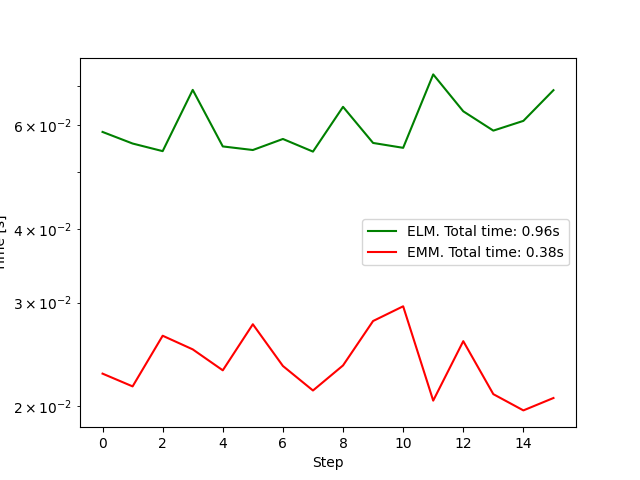 6 × 10⁻²
4 × 10⁻²
3 × 10⁻²
2 × 10⁻²
Time [s]
ELM. Total time: 0.96s
EMM. Total time: 0.38s
0 2 4 6 8 10 12 14
Step